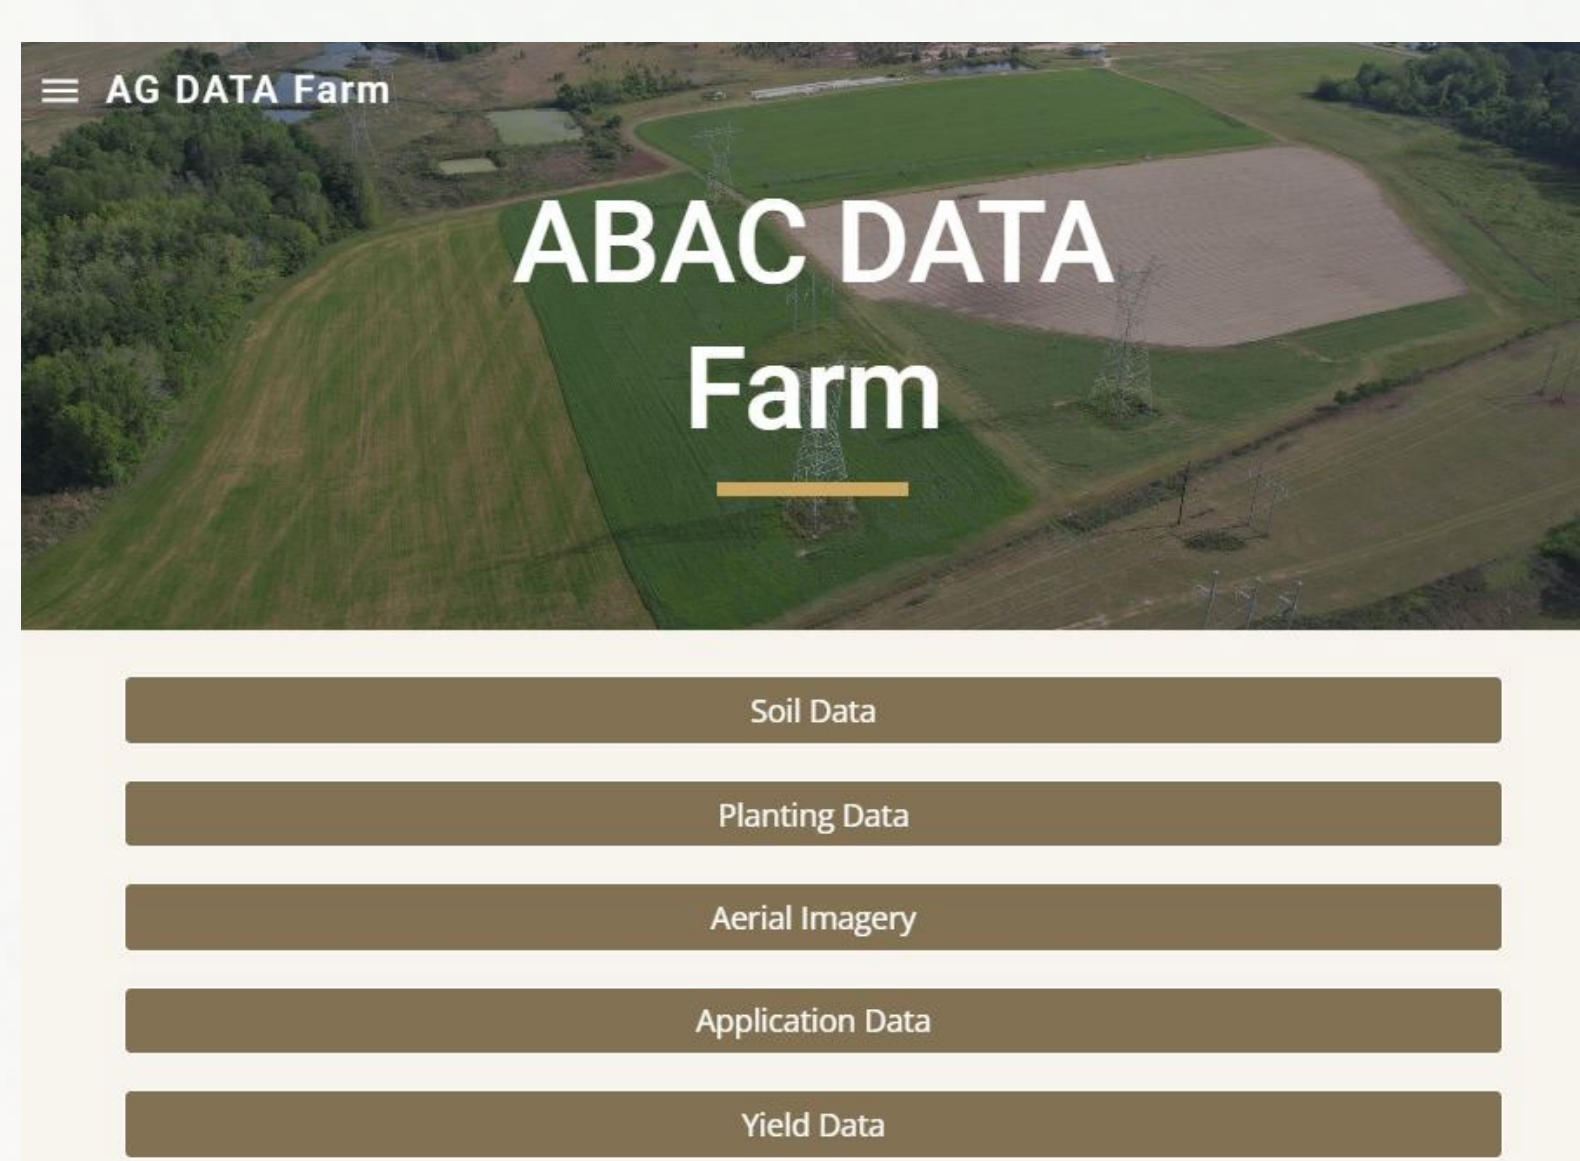 AG DATA Farm
ABAC DATA
Farm
Soil Data
Planting Data
Aerial Imagery
Application Data
Yield Data